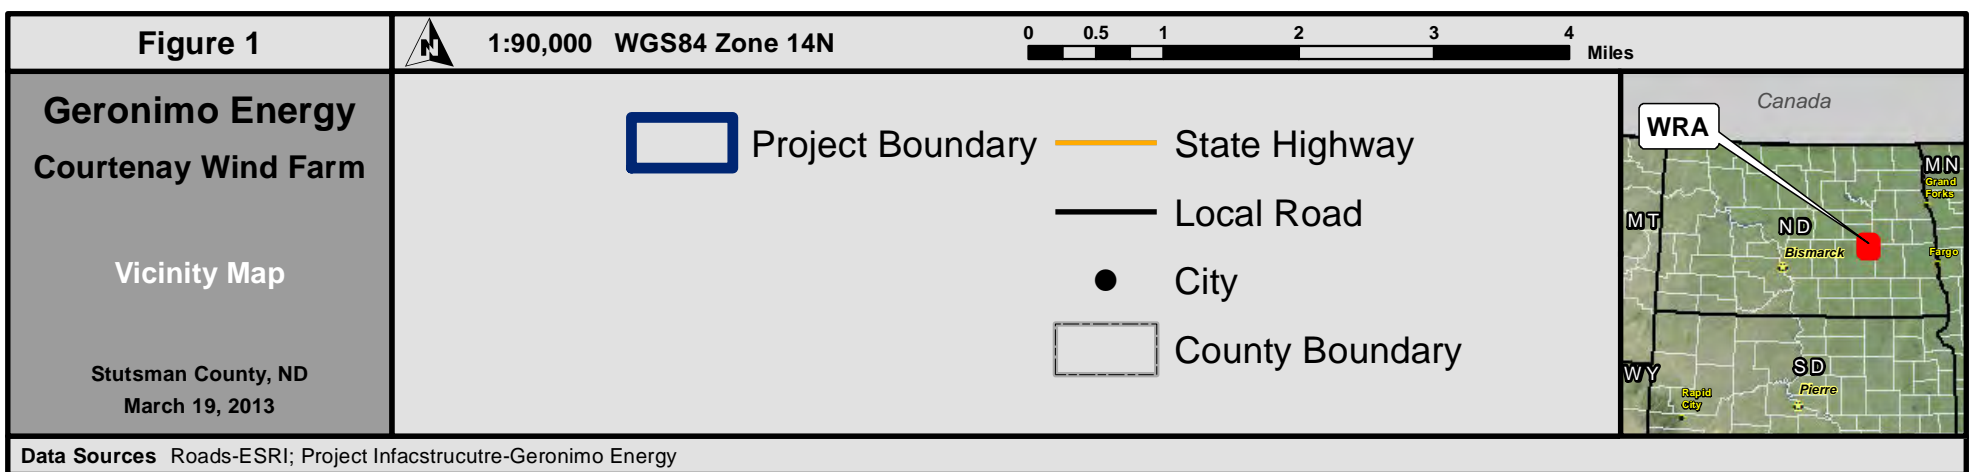 Figure 1
N
1:90,000 WGS84 Zone 14N
0 0.5 1 2 3 4
Miles
Geronimo Energy
Courtenay Wind Farm
Vicinity Map
Stutsman County, ND
March 19, 2013
Project Boundary
State Highway
Local Road
City
County Boundary
Canada
WRA
MN
Grand
Forks
MT
ND
Bismarck
Fargo
WY
SD
Rapid
City
Pierre
Data Sources Roads-ESRI; Project Infacstrucutre-Geronimo Energy